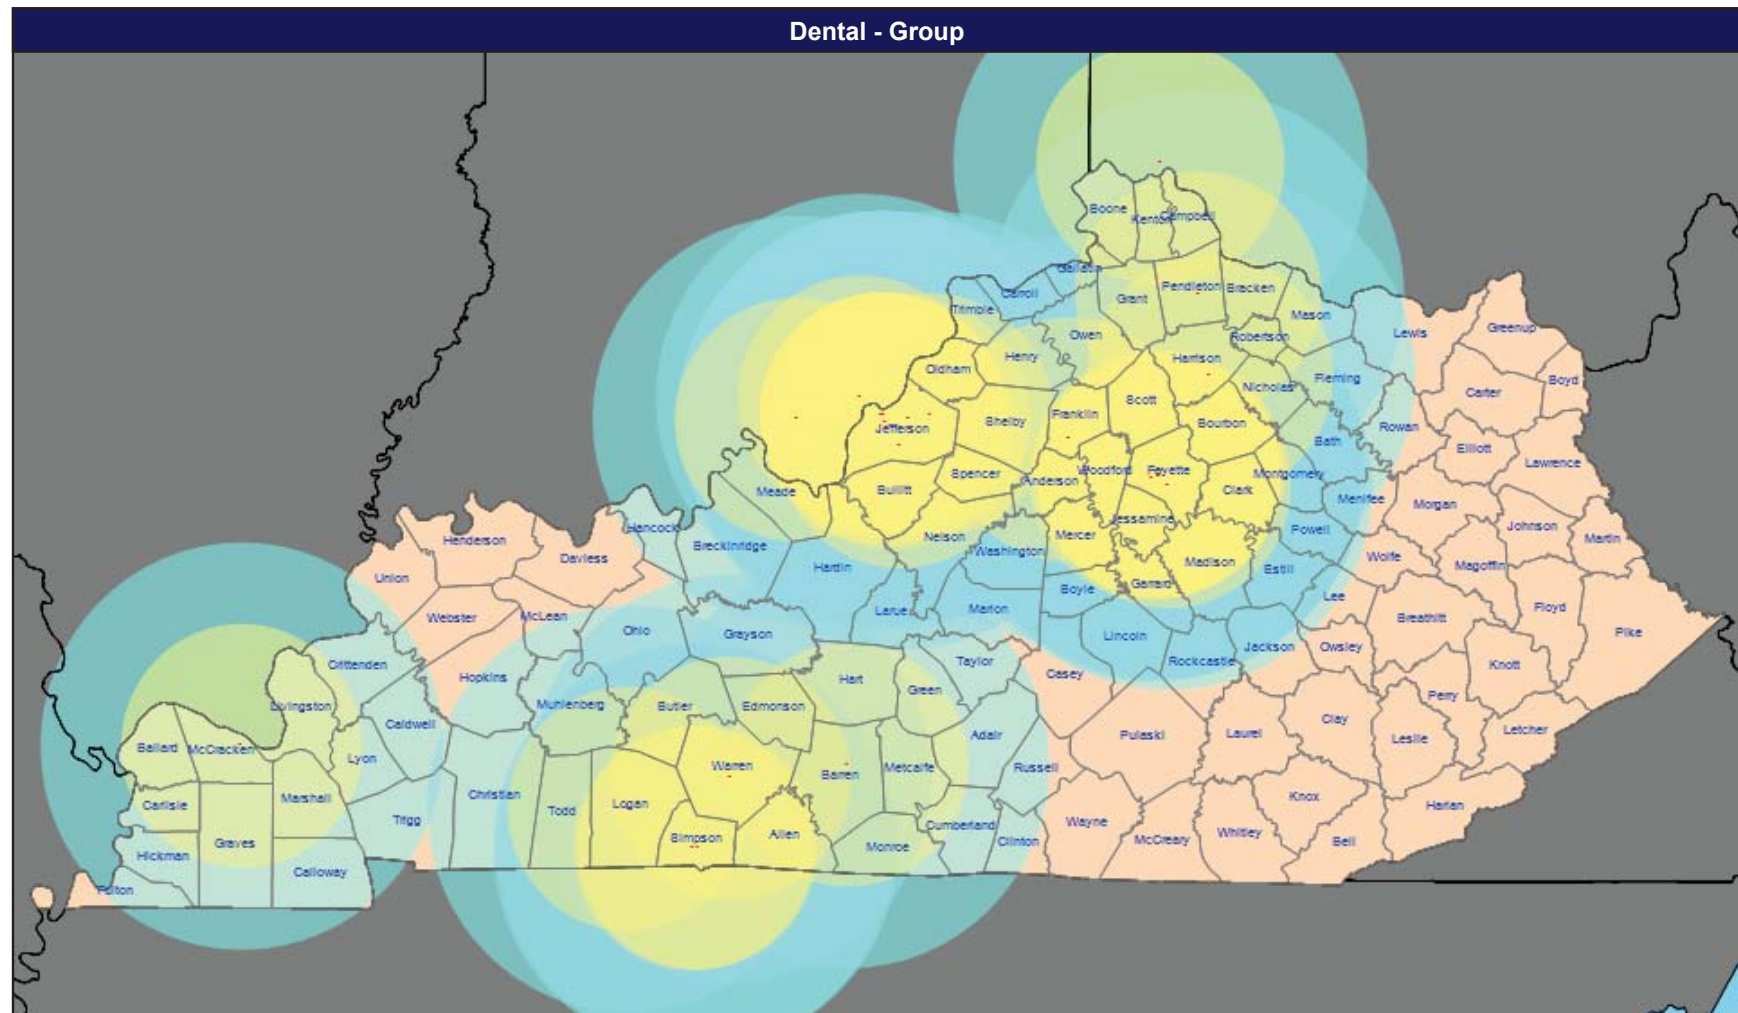 Dental - Group
Boone
Kenton
Campbell
Gallatin
Carroll
Trimble
Grant
Pendleton
Bracken
Mason
Lewis
Greenup
Owen
Robertson
Henry
Harrison
Oldham
Nicholas
Fleming
Carter
Boyd
Scott
Franklin
Shelby
Bourbon
Jefferson
Rowan
Bath
Elliott
Lawrence
Spencer
Anderson
Woodford
Fayette
Montgomery
Clark
Meade
Bullitt
Menifee
Morgan
Jessamine
Johnson
Martin
Hancock
Powell
Henderson
Nelson
Mercer
Breckinridge
Washington
Daviess
Wolfe
Magoffin
Madison
Estill
Hardin
Union
Garrard
Boyle
Lee
Larue
Marion
Floyd
Webster
McLean
Breathitt
Ohio
Grayson
Lincoln
Pike
Jackson
Owsley
Rockcastle
Taylor
Crittenden
Knott
Casey
Hopkins
Hart
Green
Perry
Livingston
Muhlenberg
Butler
Edmonson
Clay
Caldwell
Letcher
Adair
Pulaski
Laurel
Leslie
Ballard
McCracken
Lyon
Warren
Barren
Metcalfe
Russell
Christian
Marshall
Knox
Carlisle
Logan
Harlan
Todd
Trigg
Wayne
Cumberland
Allen
Simpson
Whitley
McCreary
Clinton
Bell
Graves
Monroe
Hickman
Calloway
Fulton